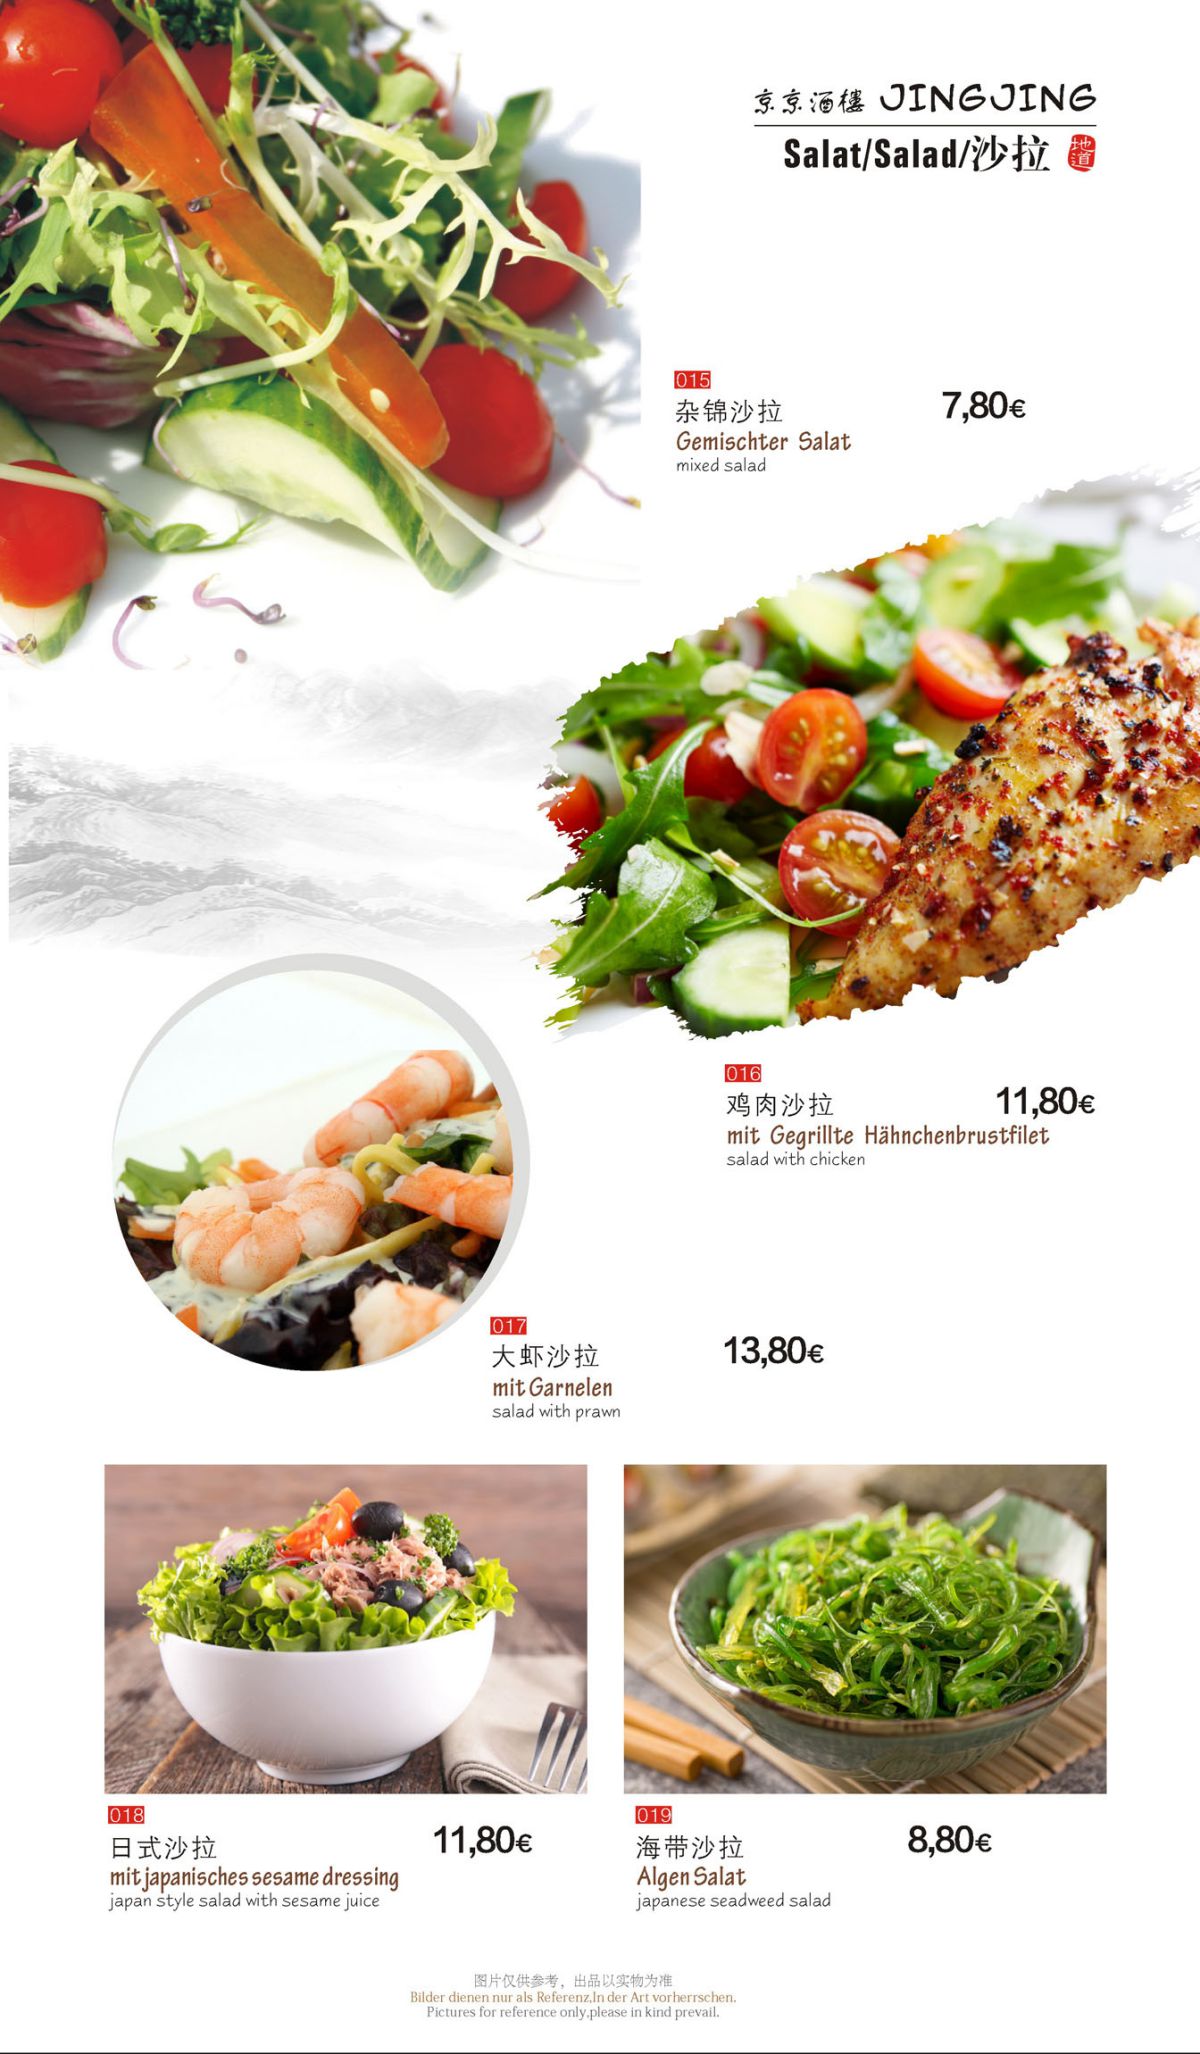 京京酒樓 JINGJING
Salat/Salad/沙拉 地道
015
杂锦沙拉 7,80€
Gemischter Salat
mixed salad
016
鸡肉沙拉 11,80€
mit Gegrillte Hähnchenbrustfilet
salad with chicken
017
大虾沙拉 13,80€
mit Garnelen
salad with prawn
018
日式沙拉 11,80€
mit japanisches sesame dressing
japan style salad with sesame juice
019
海带沙拉 8,80€
Algen Salat
japanese seadweed salad
图片仅供参考，出品以实物为准
Bilder dienen nur als Referenz,In der Art vorherrschen.
Pictures for reference only,please in kind prevail.